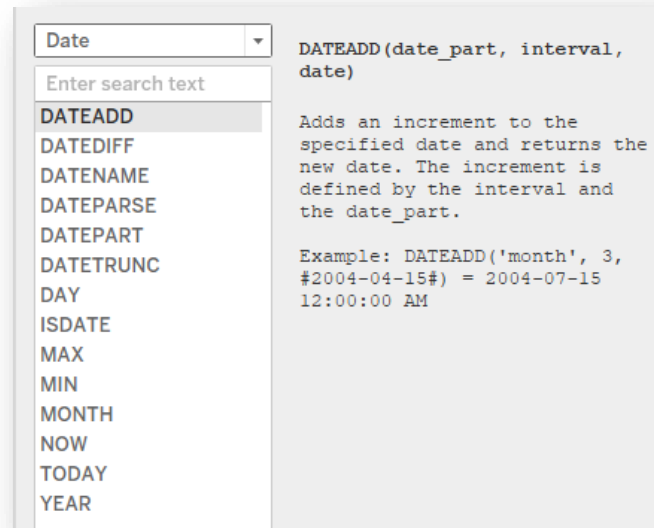 Date
Enter search text
DATEADD
DATEDIFF
DATENAME
DATEPARSE
DATEPART
DATETRUNC
DAY
ISDATE
MAX
MIN
MONTH
NOW
TODAY
YEAR
DATEADD(date_part, interval,
date)
Adds an increment to the
specified date and returns the
new date. The increment is
defined by the interval and
the date_part.
Example: DATEADD('month', 3,
#2004-04-15#) = 2004-07-15
12:00:00 AM